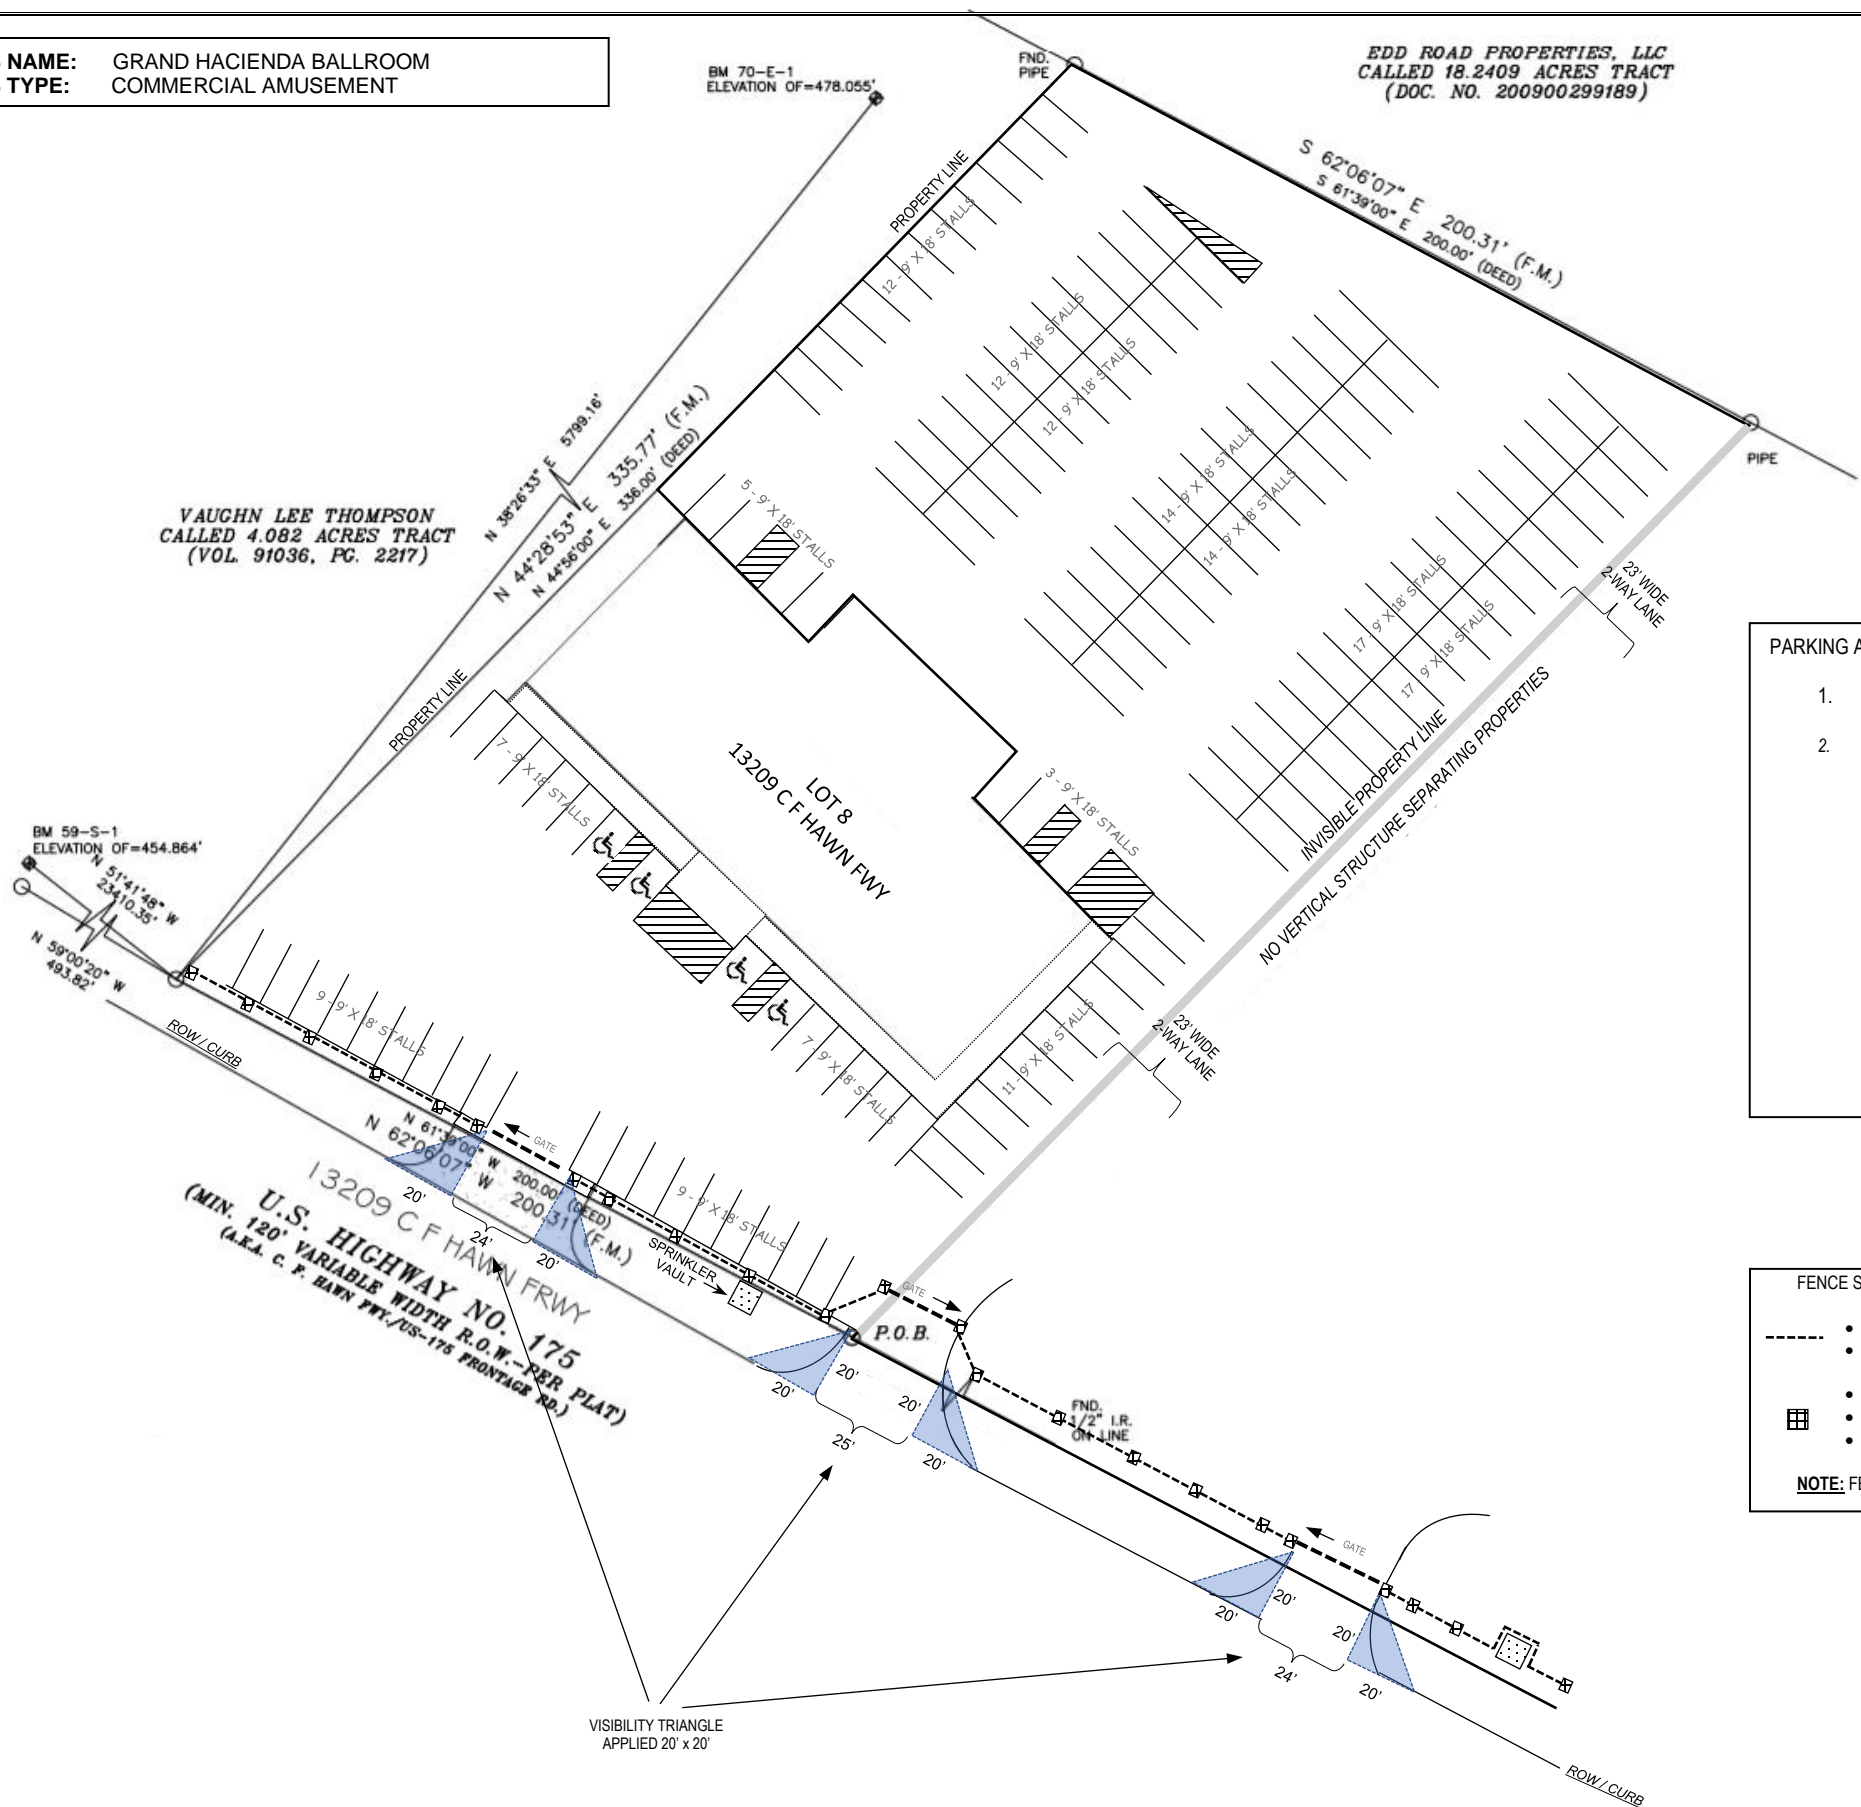 NAME: GRAND HACIENDA BALLROOM
TYPE: COMMERCIAL AMUSEMENT
BM 70-E-1
ELEVATION OF=478.055'
FND.
PIPE
EDD ROAD PROPERTIES, LLC
CALLED 18.2409 ACRES TRACT
(DOC. NO. 200900299189)
S 62°06'07" E 200.31' (F.M.)
S 61°39'00" E 200.00' (DEED)
PIPE
PROPERTY LINE
12 - 9' X 18' STALLS
12 - 9' X 18' STALLS
12 - 9' X 18' STALLS
14 - 9' X 18' STALLS
14 - 9' X 18' STALLS
17 - 9' X 18' STALLS
17 - 9' X 18' STALLS
23' WIDE
2-WAY LANE
N 38°26'33" E 5799.16'
N 44°28'53" E 335.77' (F.M.)
N 44°56'00" E 336.00' (DEED)
VAUGHN LEE THOMPSON
CALLED 4.082 ACRES TRACT
(VOL. 91036, PG. 2217)
5 - 9' X 18' STALLS
PROPERTY LINE
7 - 9' X 18' STALLS
LOT 8
13209 C F HAWN FWY
3 - 9' X 18' STALLS
INVISIBLE PROPERTY LINE
NO VERTICAL STRUCTURE SEPARATING PROPERTIES
PARKING A
1.
2.
BM 59-S-1
ELEVATION OF=454.864'
N 51°41'48" W
23410.35'
N 59°00'20" W
493.82'
ROW / CURB
9 - 9' X 18' STALLS
7 - 9' X 18' STALLS
11 - 9' X 18' STALLS
23' WIDE
2-WAY LANE
GATE
N 61°39'00" W 200.00' (DEED)
N 62°06'07" W 200.31' (F.M.)
9 - 9' X 18' STALLS
20'
24'
20'
13209 C F HAWN FRWY
U.S. HIGHWAY NO. 175
(MIN. 120' VARIABLE WIDTH R.O.W.-PER PLAT)
(A.K.A. C. F. HAWN FWY./US-175 FRONTAGE RD.)
SPRINKLER
VAULT
GATE
P.O.B.
20'
20'
25'
20'
20'
FND.
1/2" I.R.
ON LINE
GATE
20'
20'
24'
20'
20'
VISIBILITY TRIANGLE
APPLIED 20' x 20'
ROW / CURB
FENCE S
NOTE: FE